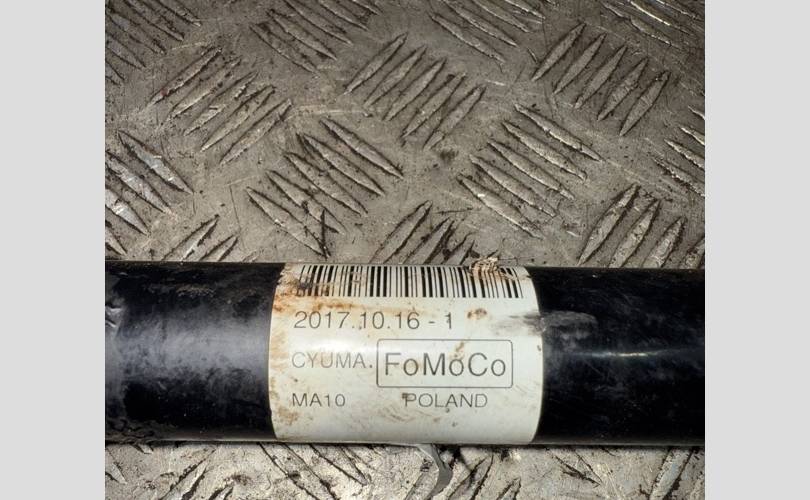 2017.10.16 - 1
CYUMA. FoMoCo
MA10 POLAND